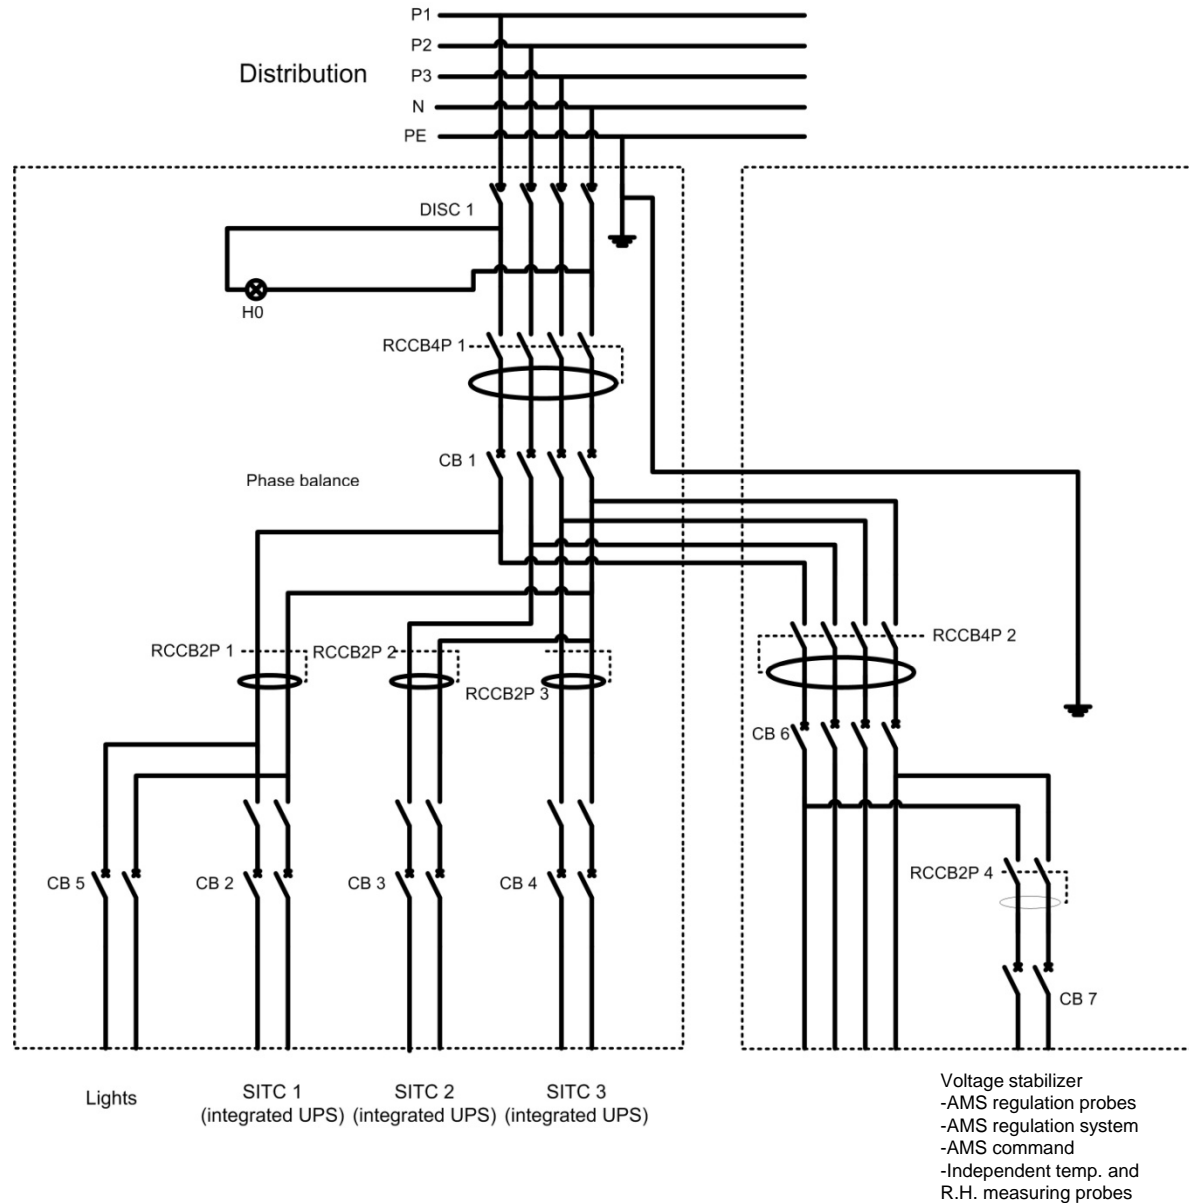 P1
P2
Distribution
P3
N
PE
DISC 1
H0
RCCB4P 1
CB 1
Phase balance
RCCB2P 1
RCCB2P 2
RCCB4P 2
RCCB2P 3
CB 6
CB 5
CB 2
CB 3
CB 4
RCCB2P 4
CB 7
Lights
SITC 1
(integrated UPS)
SITC 2
(integrated UPS)
SITC 3
(integrated UPS)
Voltage stabilizer
-AMS regulation probes
-AMS regulation system
-AMS command
-Independent temp. and
R.H. measuring probes